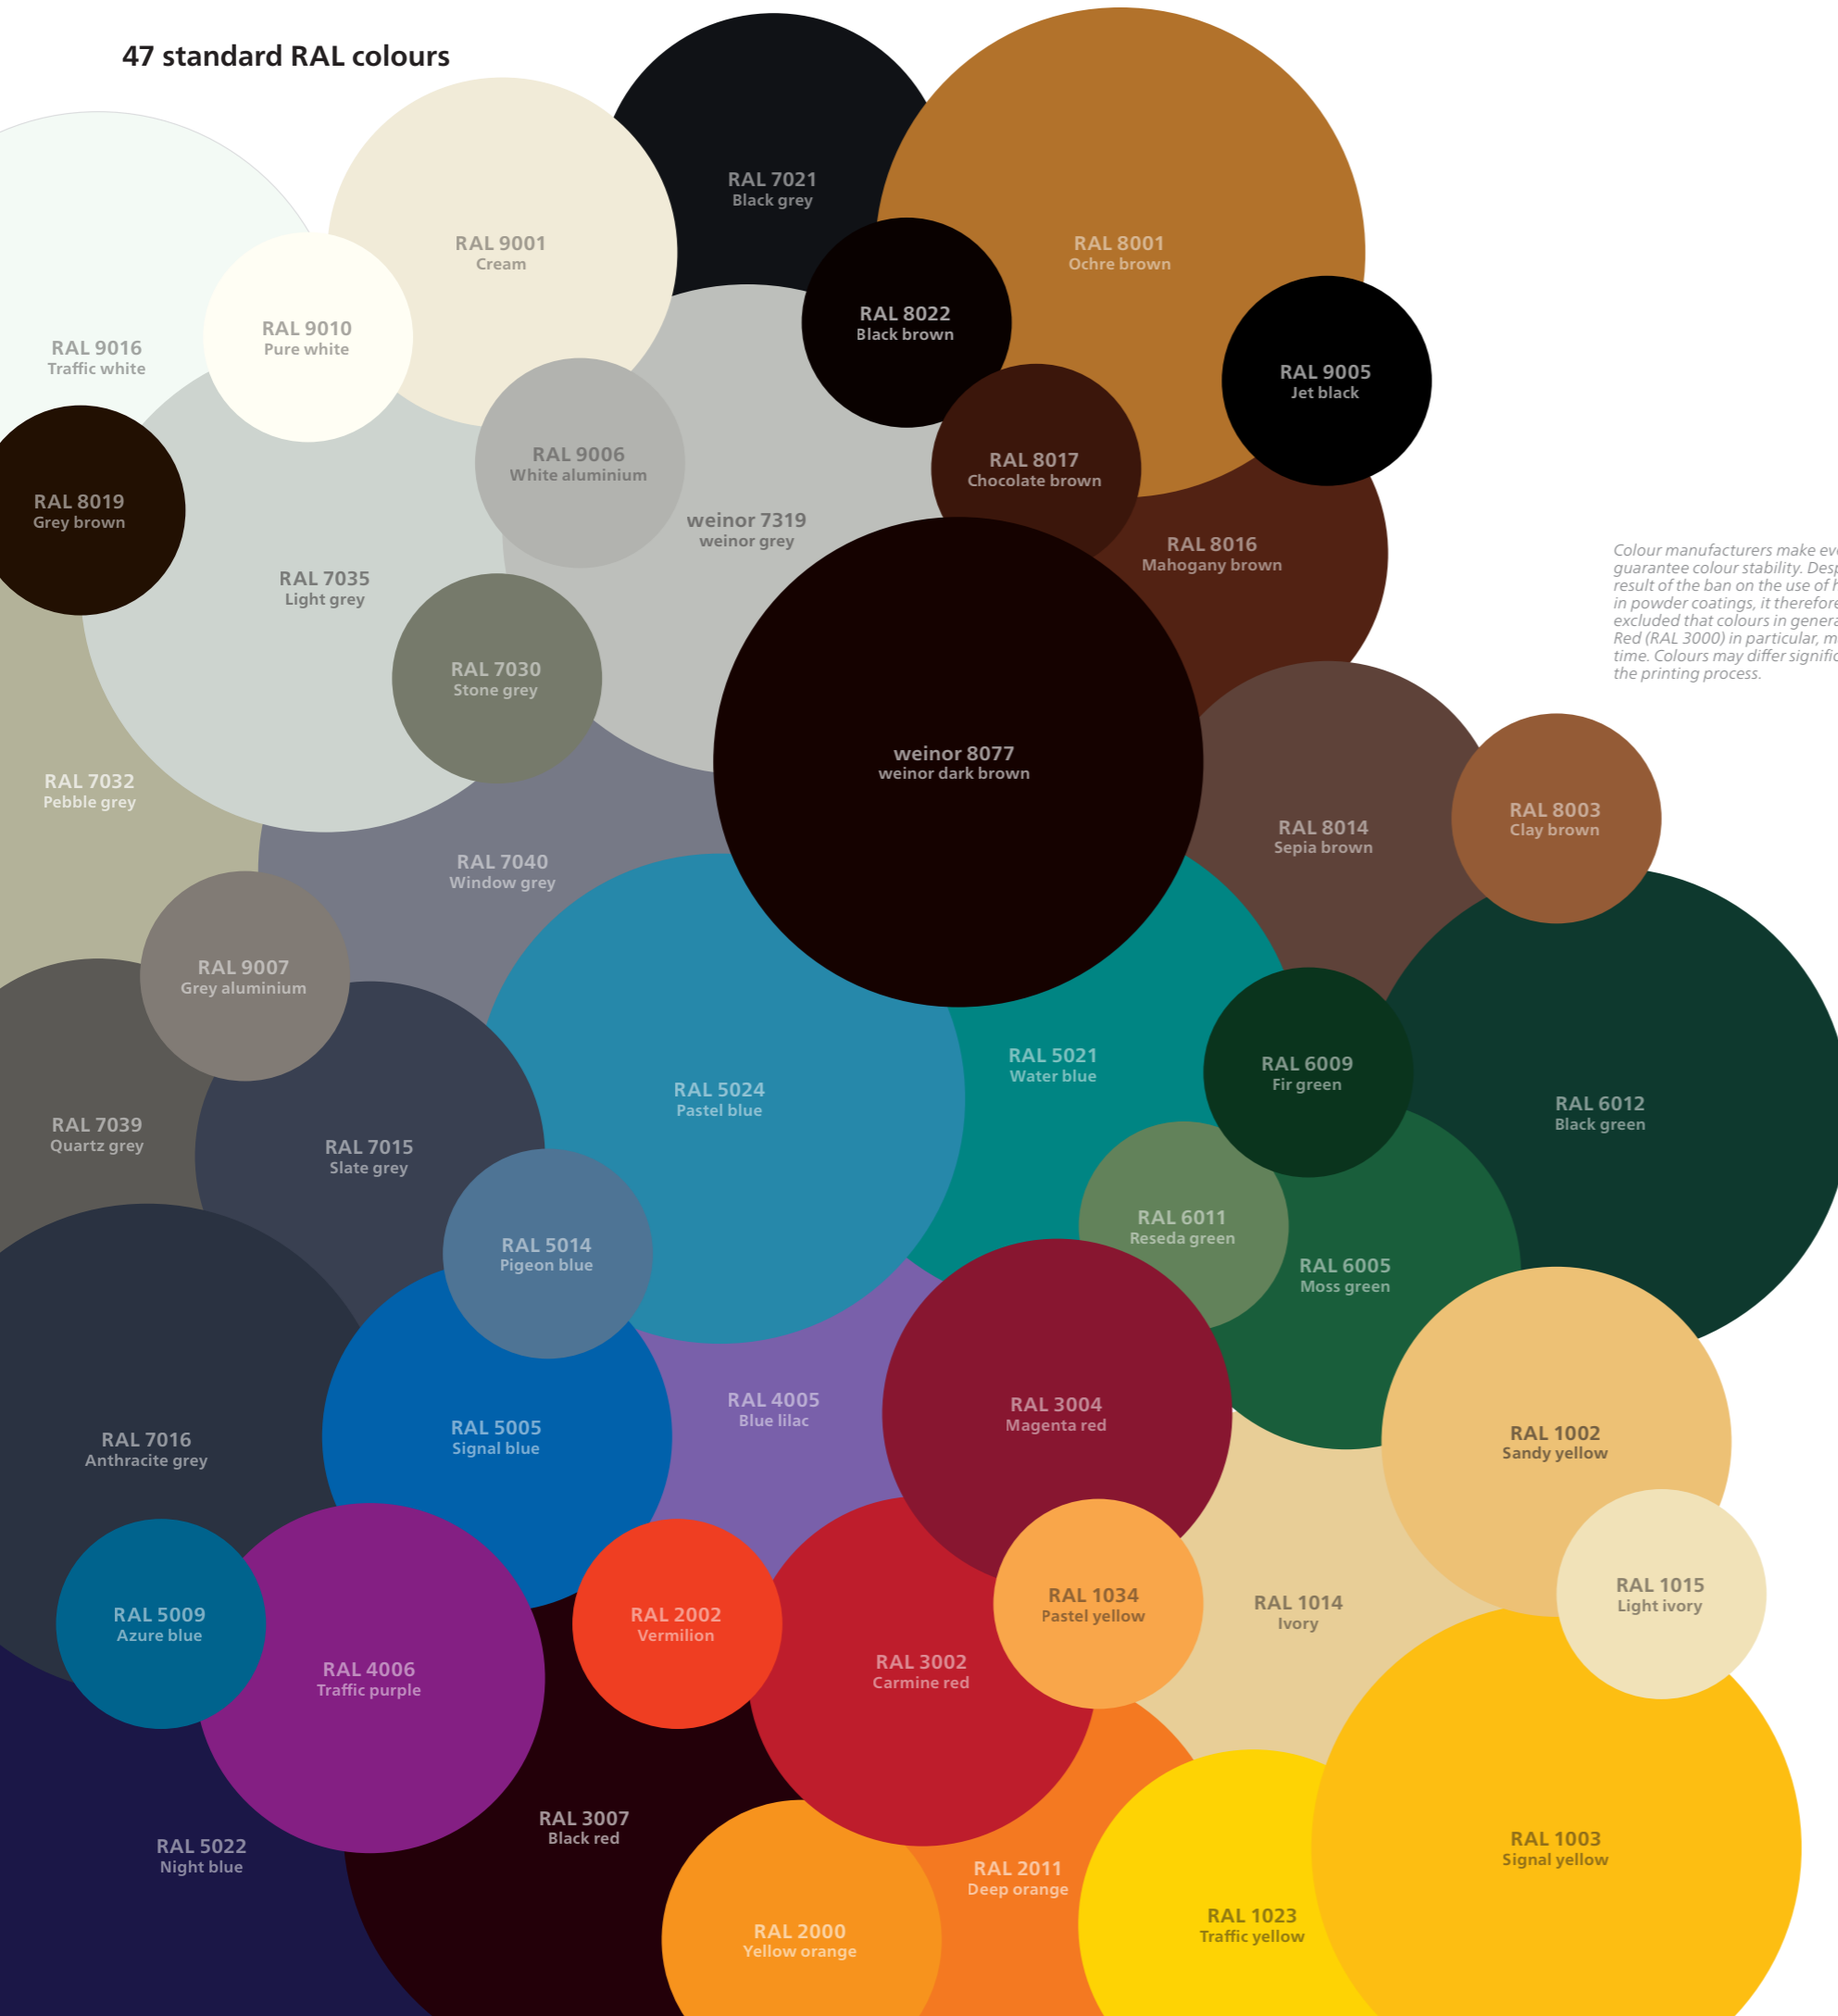 47 standard RAL colours
RAL 7021
Black grey
RAL 9001
Cream
RAL 8001
Ochre brown
RAL 8022
Black brown
RAL 9010
Pure white
RAL 9016
Traffic white
RAL 9005
Jet black
RAL 9006
White aluminium
RAL 8017
Chocolate brown
RAL 8019
Grey brown
weinor 7319
weinor grey
RAL 8016
Mahogany brown
RAL 7035
Light grey
Colour manufacturers make
guarantee colour stability.
result of the ban on the use of
in powder coatings, it therefore
excluded that colours in
Red (RAL 3000) in particular,
time. Colours may differ
the printing process.
RAL 7030
Stone grey
weinor 8077
weinor dark brown
RAL 7032
Pebble grey
RAL 8003
Clay brown
RAL 8014
Sepia brown
RAL 7040
Window grey
RAL 9007
Grey aluminium
RAL 5021
Water blue
RAL 6009
Fir green
RAL 5024
Pastel blue
RAL 6012
Black green
RAL 7039
Quartz grey
RAL 7015
Slate grey
RAL 6011
Reseda green
RAL 5014
Pigeon blue
RAL 6005
Moss green
RAL 4005
Blue lilac
RAL 3004
Magenta red
RAL 5005
Signal blue
RAL 1002
Sandy yellow
RAL 7016
Anthracite grey
RAL 1015
Light ivory
RAL 1034
Pastel yellow
RAL 1014
Ivory
RAL 5009
Azure blue
RAL 2002
Vermilion
RAL 3002
Carmine red
RAL 4006
Traffic purple
RAL 3007
Black red
RAL 1003
Signal yellow
RAL 5022
Night blue
RAL 2011
Deep orange
RAL 1023
Traffic yellow
RAL 2000
Yellow orange